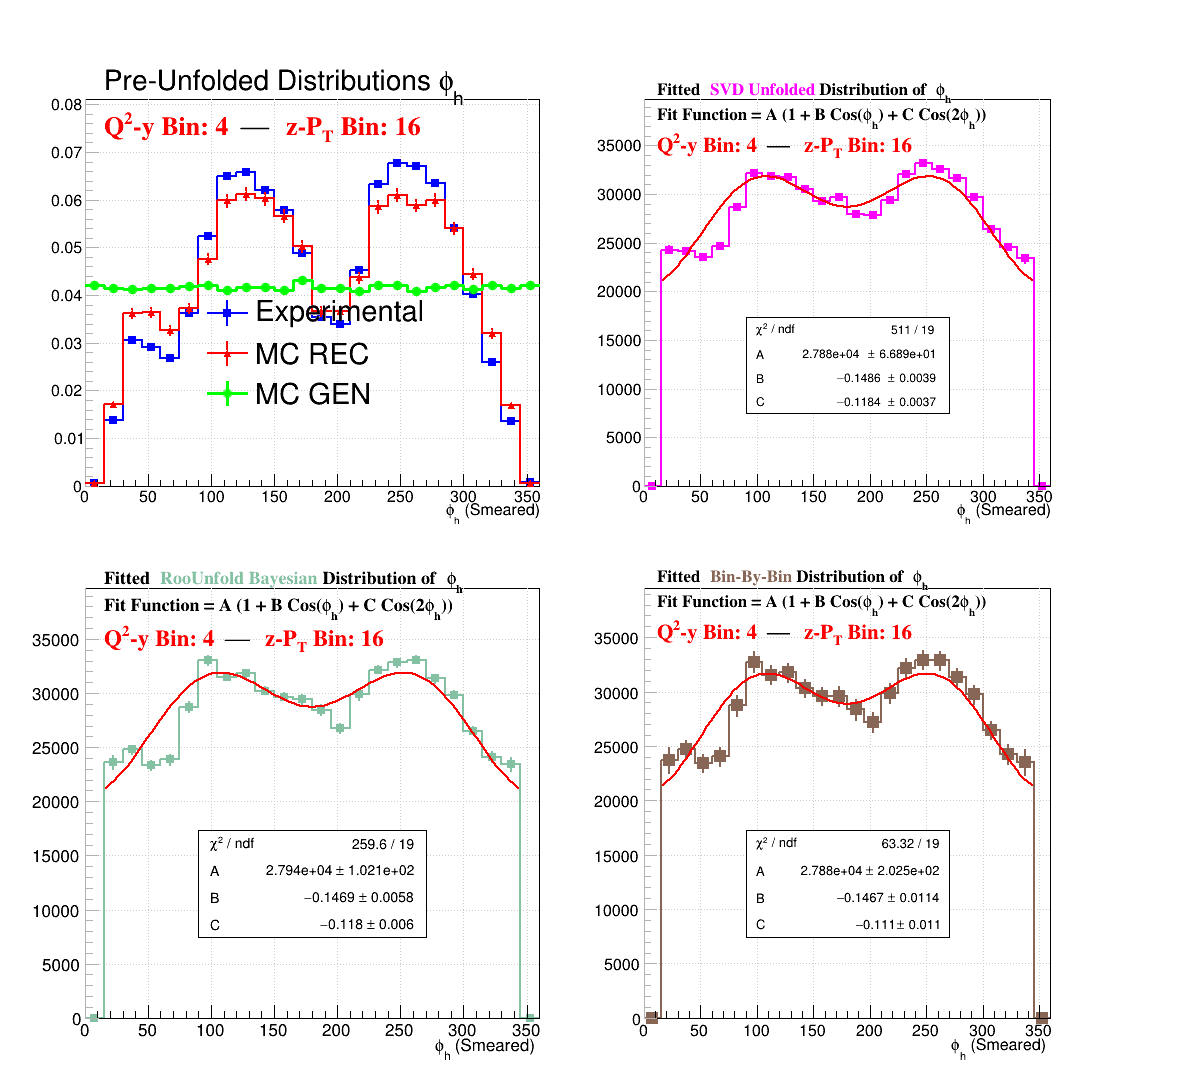 Pre-Unfolded Distributions ϕh
Q2-y Bin: 4 — z-PT Bin: 16
0.08
0.07
0.06
0.05
0.04
0.03
0.02
0.01
0
Experimental
MC REC
MC GEN
0 50 100 150 200 250 300 350
ϕh (Smeared)
Fitted SVD Unfolded Distribution of ϕh
Fit Function = A (1 + B Cos(ϕh) + C Cos(2ϕh))
Q2-y Bin: 4 — z-PT Bin: 16
35000
30000
25000
20000
15000
10000
5000
0
χ2 / ndf 511 / 19
A 2.788e+04 ± 6.689e+01
B −0.1486 ± 0.0039
C −0.1184 ± 0.0037
0 50 100 150 200 250 300 350
ϕh (Smeared)
Fitted RooUnfold Bayesian Distribution of ϕh
Fit Function = A (1 + B Cos(ϕh) + C Cos(2ϕh))
Q2-y Bin: 4 — z-PT Bin: 16
35000
30000
25000
20000
15000
10000
5000
0
χ2 / ndf 259.6 / 19
A 2.794e+04 ± 1.021e+02
B −0.1469 ± 0.0058
C −0.118 ± 0.006
0 50 100 150 200 250 300 350
ϕh (Smeared)
Fitted Bin-By-Bin Distribution of ϕh
Fit Function = A (1 + B Cos(ϕh) + C Cos(2ϕh))
Q2-y Bin: 4 — z-PT Bin: 16
35000
30000
25000
20000
15000
10000
5000
0
χ2 / ndf 63.32 / 19
A 2.788e+04 ± 2.025e+02
B −0.1467 ± 0.0114
C −0.111 ± 0.011
0 50 100 150 200 250 300 350
ϕh (Smeared)